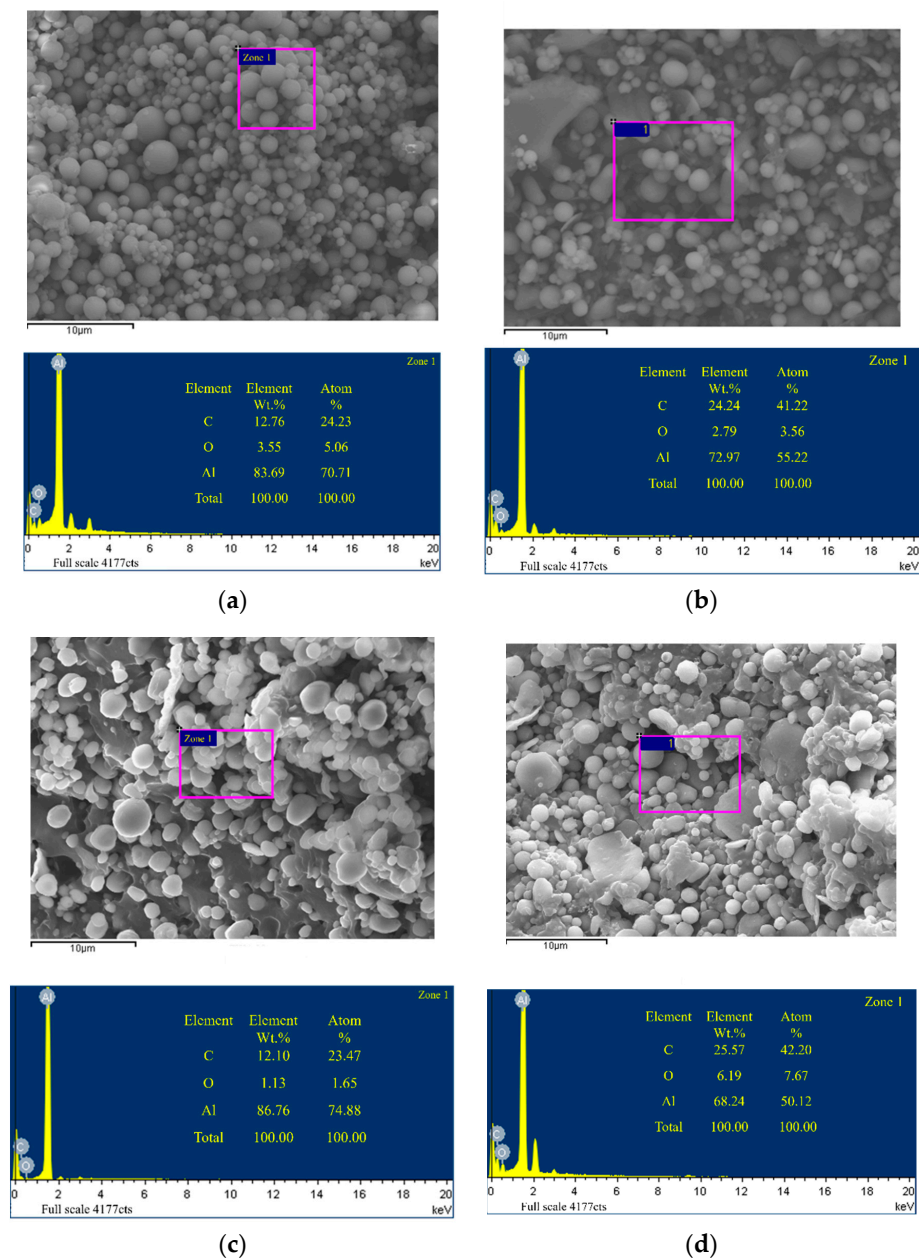 Zone 1
10μm
1
10μm
Zone 1
Al
Element Element Atom
Wt.% %
C 12.76 24.23
O 3.55 5.06
Al 83.69 70.71
Total 100.00 100.00
O
C
0 2 4 6 8 10 12 14 16 18 20
Full scale 4177cts keV
(a)
Zone 1
Al
Element Element Atom
Wt.% %
C 24.24 41.22
O 2.79 3.56
Al 72.97 55.22
Total 100.00 100.00
C
O
0 2 4 6 8 10 12 14 16 18 20
Full scale 4177cts keV
(b)
Zone 1
10μm
1
10μm
Zone 1
Al
Element Element Atom
Wt.% %
C 12.10 23.47
O 1.13 1.65
Al 86.76 74.88
Total 100.00 100.00
C
O
0 2 4 6 8 10 12 14 16 18 20
Full scale 4177cts keV
(c)
Zone 1
Al
Element Element Atom
Wt.% %
C 25.57 42.20
O 6.19 7.67
Al 68.24 50.12
Total 100.00 100.00
C
O
0 2 4 6 8 10 12 14 16 18 20
Full scale 4177cts keV
(d)